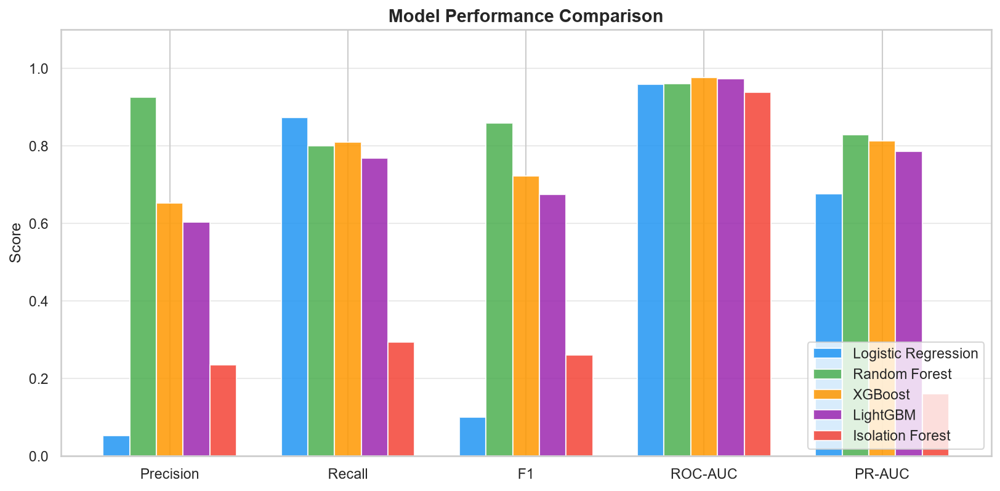 Model Performance Comparison
Score
1.0
0.8
0.6
0.4
0.2
0.0
Precision
Recall
F1
ROC-AUC
PR-AUC
Logistic Regression
Random Forest
XGBoost
LightGBM
Isolation Forest